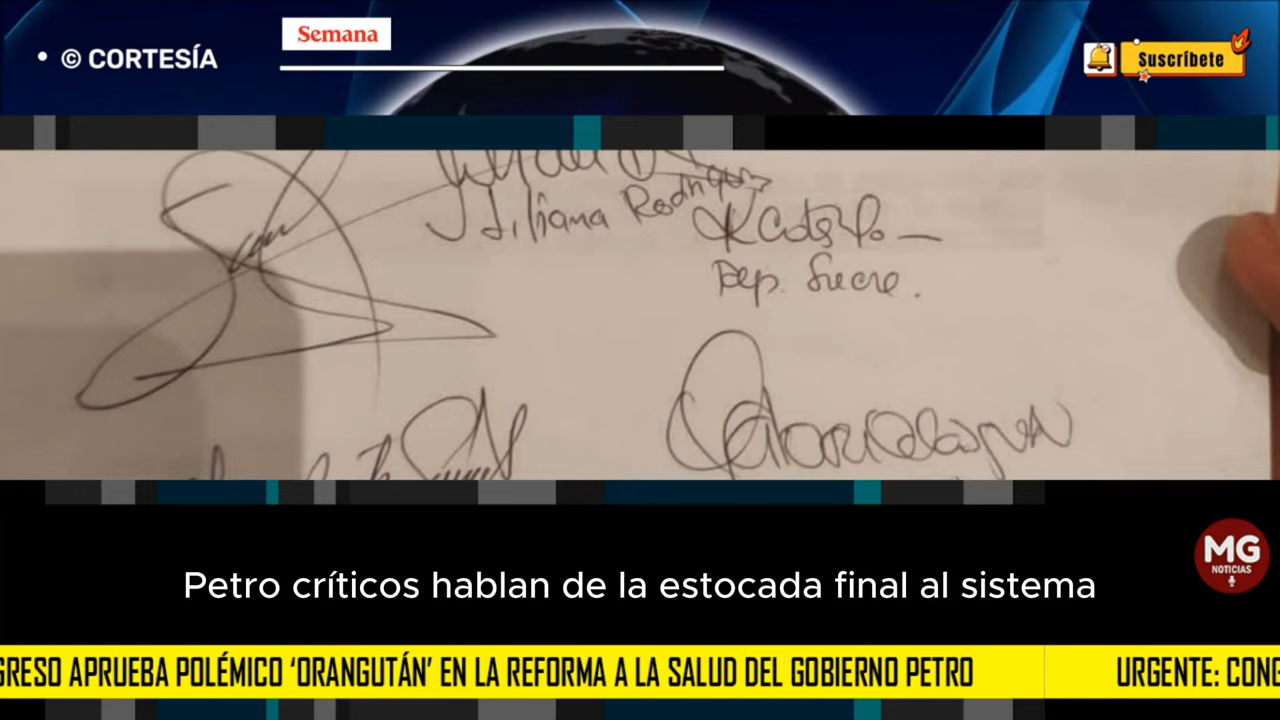 • © CORTESÍA
Semana
Suscríbete
Liliana Rodríguez
Dep. Sucre.
MG
NOTICIAS
Petro críticos hablan de la estocada final al sistema
GRESO APRUEBA POLÉMICO ‘ORANGUTÁN’ EN LA REFORMA A LA SALUD DEL GOBIERNO PETRO
URGENTE: CONG